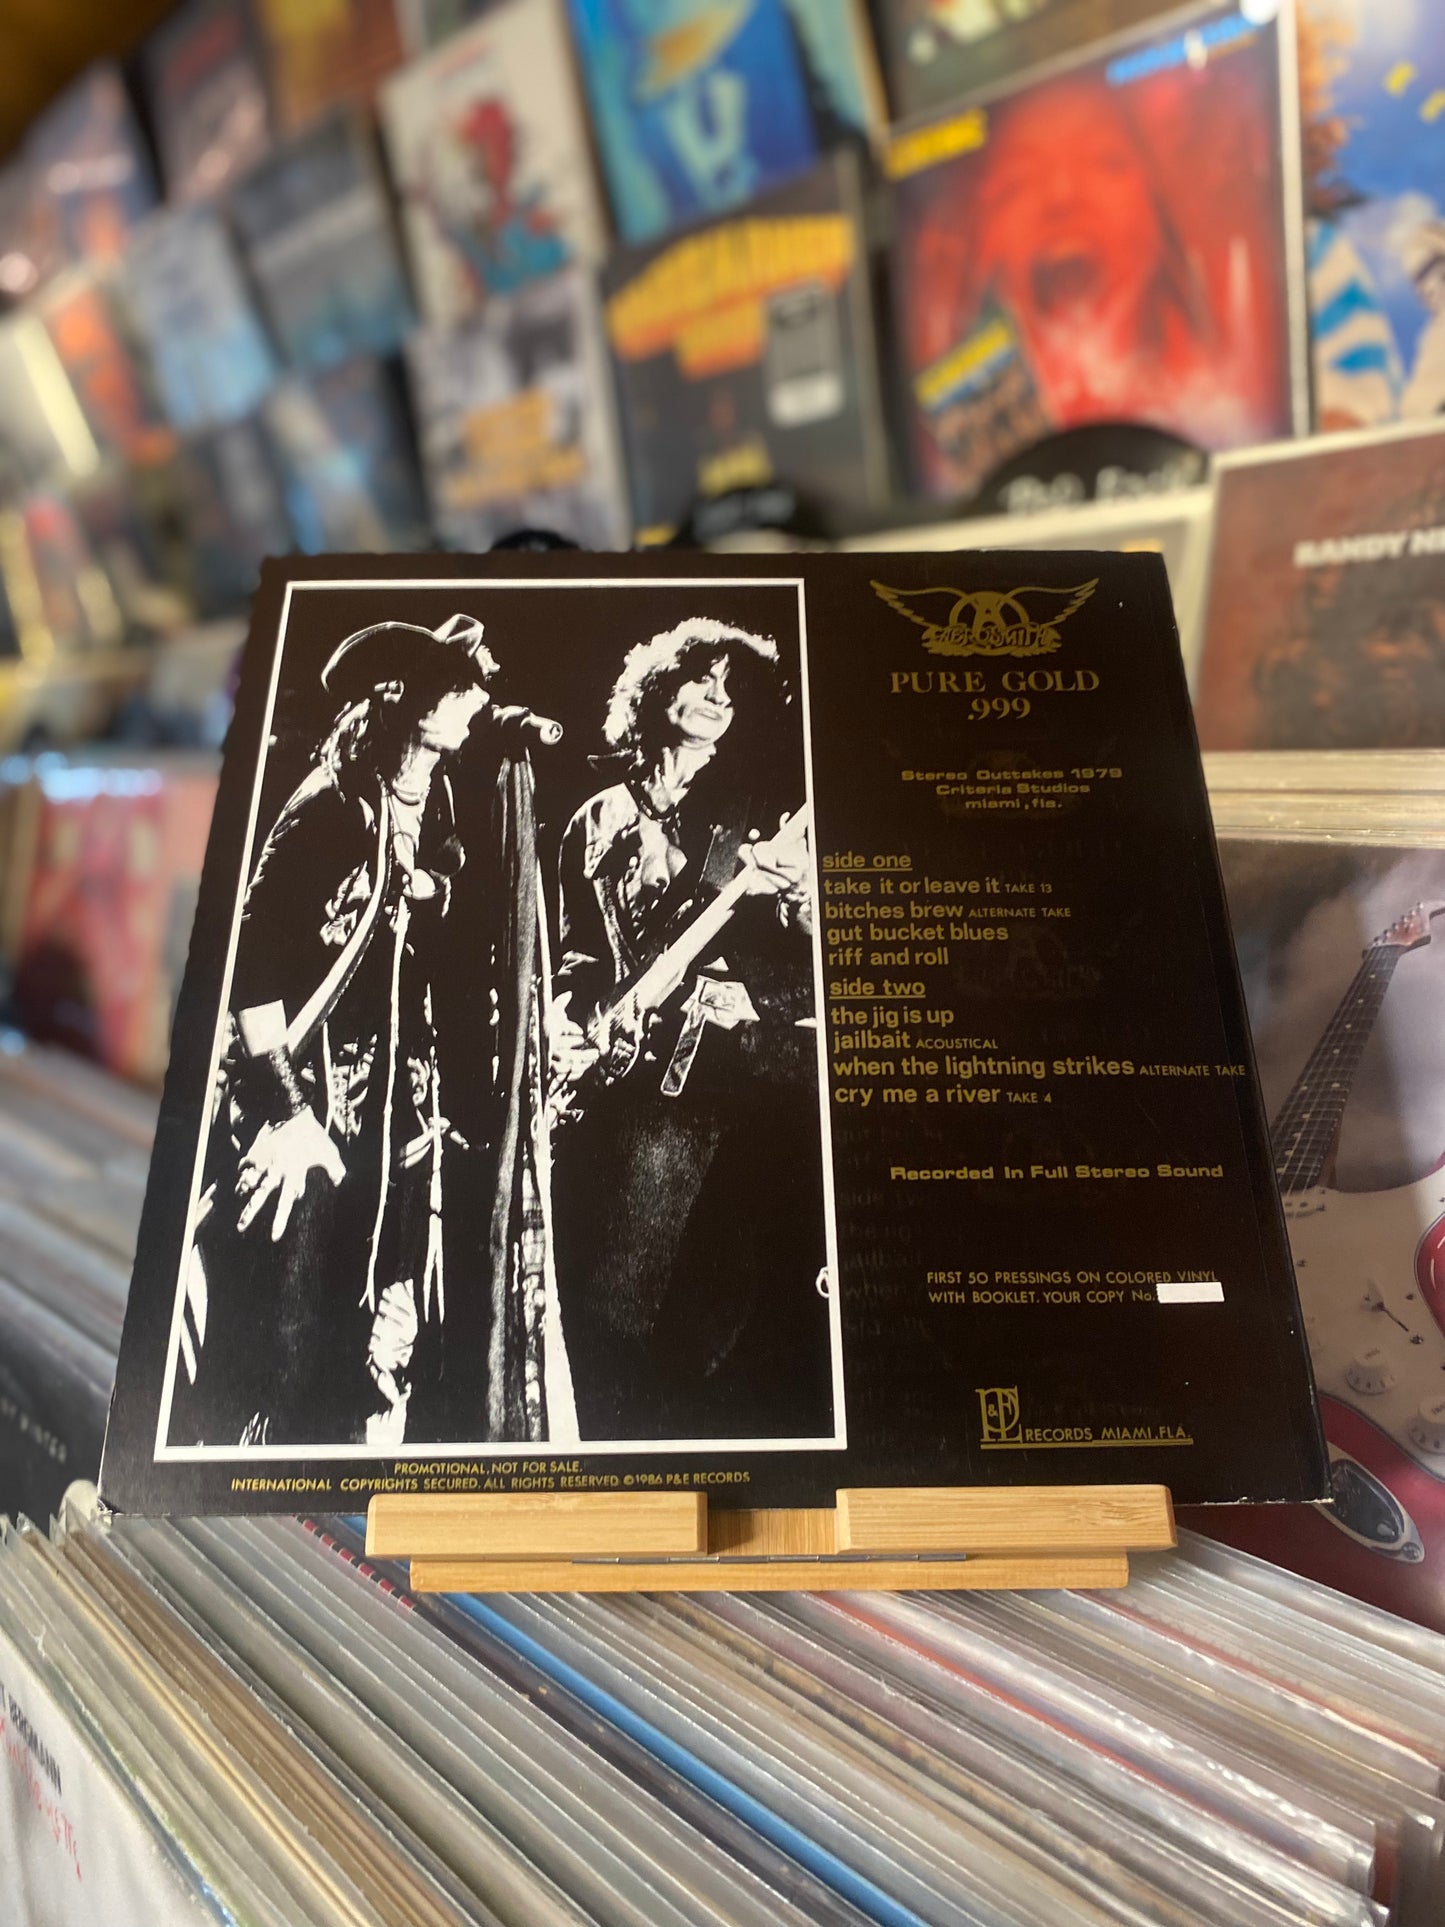 AEROSMITH
PURE GOLD
.999
Stereo Outtakes 1979
Criteria Studios
miami, fla.
side one
take it or leave it TAKE 13
bitches brew ALTERNATE TAKE
gut bucket blues
riff and roll
side two
the jig is up
jailbait ACOUSTICAL
when the lightning strikes ALTERNATE TAKE
cry me a river TAKE 4
Recorded In Full Stereo Sound
FIRST 50 PRESSINGS ON COLORED VINYL
WITH BOOKLET. YOUR COPY No.
P&E RECORDS MIAMI, FLA.
PROMOTIONAL, NOT FOR SALE.
INTERNATIONAL COPYRIGHTS SECURED. ALL RIGHTS RESERVED ©1986 P&E RECORDS
RANDY